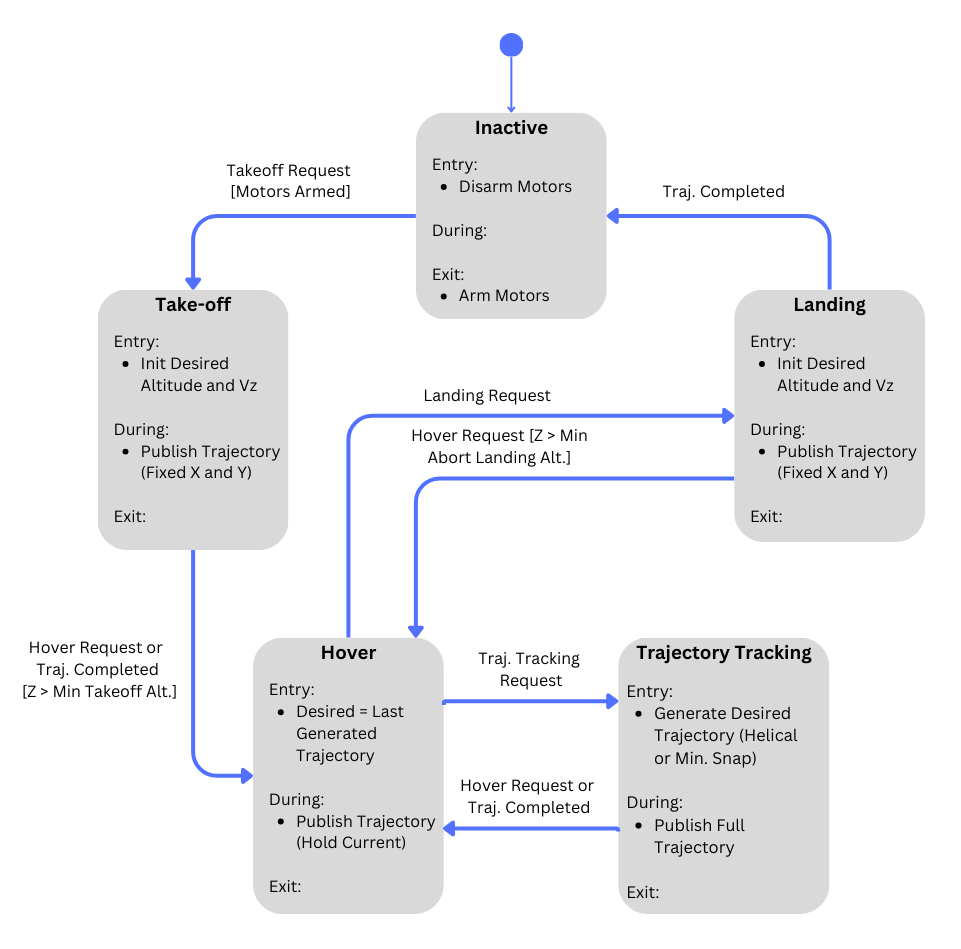 Inactive
Entry:
• Disarm Motors
During:
Exit:
• Arm Motors
Takeoff Request
[Motors Armed]
Traj. Completed
Take-off
Entry:
• Init Desired
Altitude and Vz
During:
• Publish Trajectory
(Fixed X and Y)
Exit:
Landing
Entry:
• Init Desired
Altitude and Vz
During:
• Publish Trajectory
(Fixed X and Y)
Exit:
Landing Request
Hover Request [Z > Min
Abort Landing Alt.]
Hover Request or
Traj. Completed
[Z > Min Takeoff Alt.]
Hover
Entry:
• Desired = Last
Generated
Trajectory
During:
• Publish Trajectory
(Hold Current)
Exit:
Traj. Tracking
Request
Hover Request or
Traj. Completed
Trajectory Tracking
Entry:
• Generate Desired
Trajectory (Helical
or Min. Snap)
During:
• Publish Full
Trajectory
Exit: